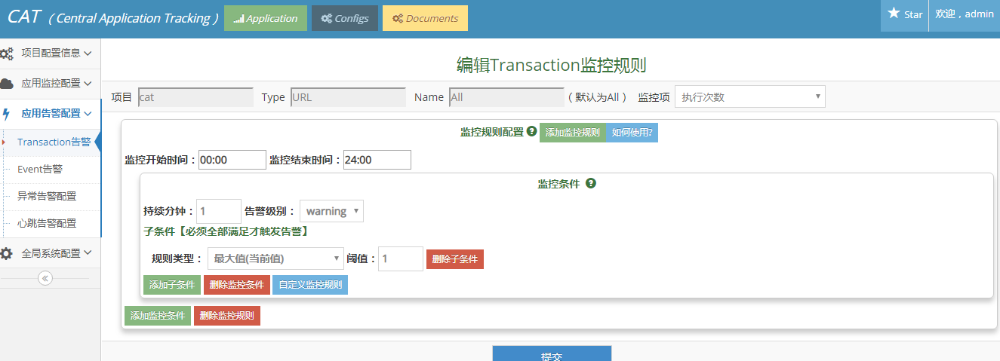 CAT ( Central Application Tracking )
Application
Configs
Documents
Star
欢迎，admin
项目配置信息
应用监控配置
应用告警配置
Transaction告警
Event告警
异常告警配置
心跳告警配置
全局系统配置
编辑Transaction监控规则
项目 cat Type URL Name All （默认为All） 监控项 执行次数
监控规则配置 添加监控规则 如何使用?
监控开始时间：00:00 监控结束时间：24:00
监控条件
持续分钟：1 告警级别：warning
子条件【必须全部满足才触发告警】
规则类型：最大值(当前值) 阈值：1 删除子条件
添加子条件 删除监控条件 自定义监控规则
添加监控条件 删除监控规则
提交